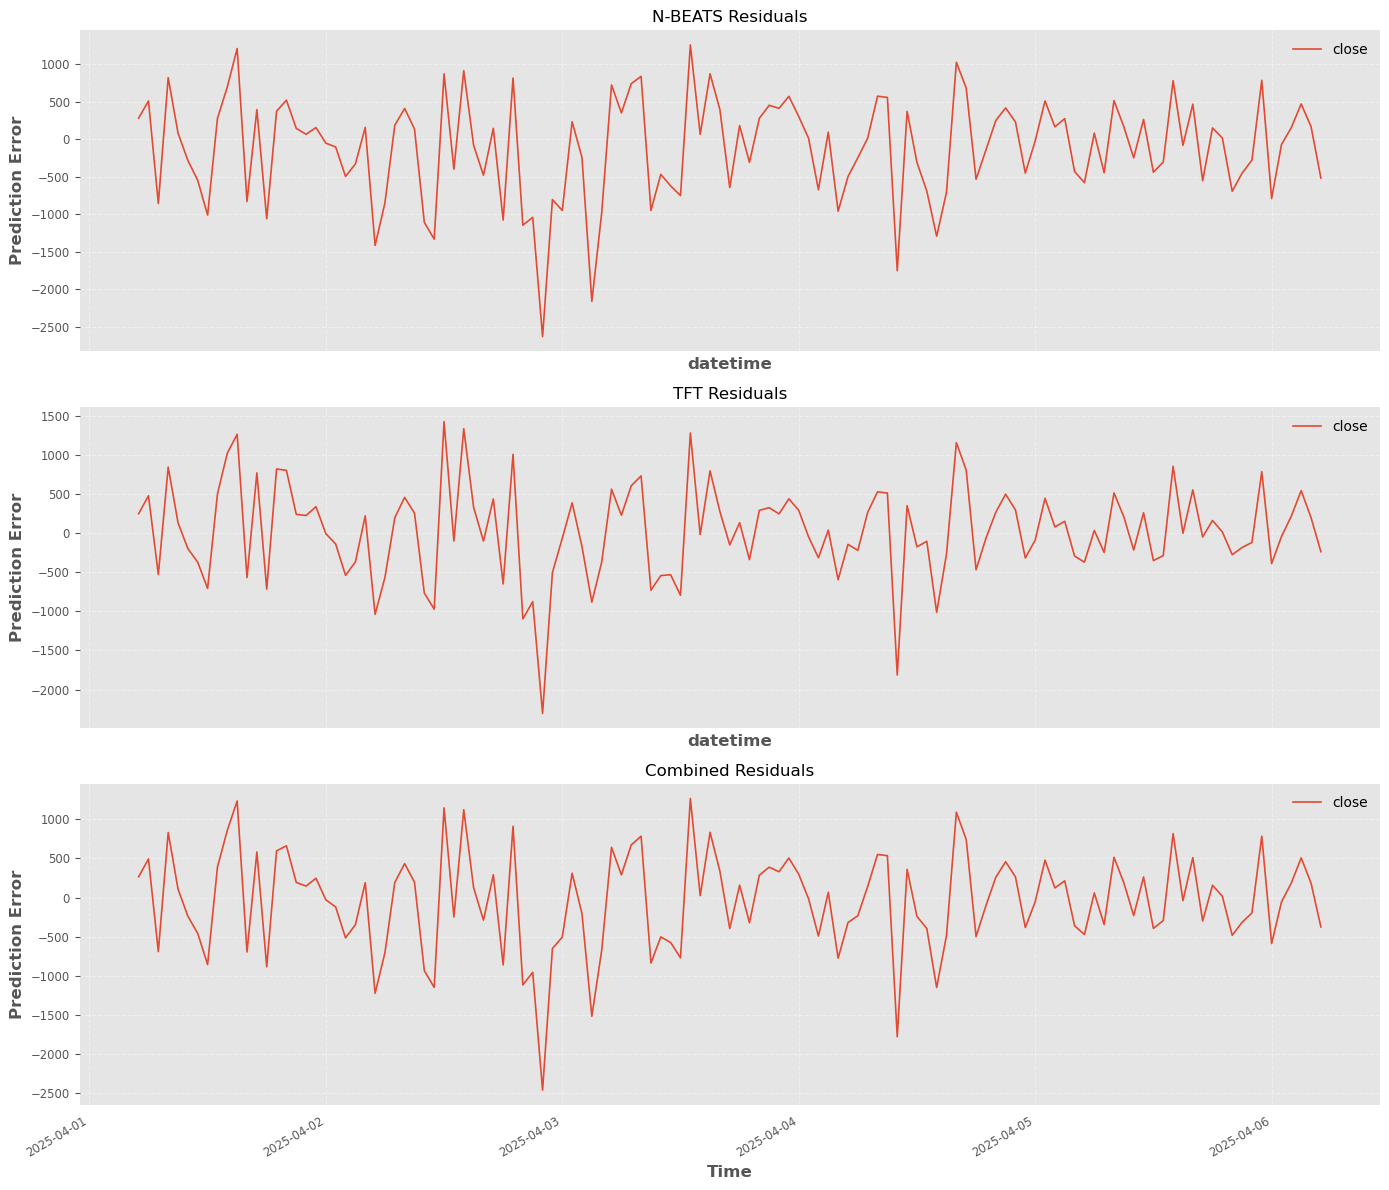 N-BEATS Residuals
close
1000
500
0
−500
−1000
−1500
−2000
−2500
Prediction Error
datetime
TFT Residuals
close
1500
1000
500
0
−500
−1000
−1500
−2000
Prediction Error
datetime
Combined Residuals
close
1000
500
0
−500
−1000
−1500
−2000
−2500
Prediction Error
2025-04-01
2025-04-02
2025-04-03
2025-04-04
2025-04-05
2025-04-06
Time